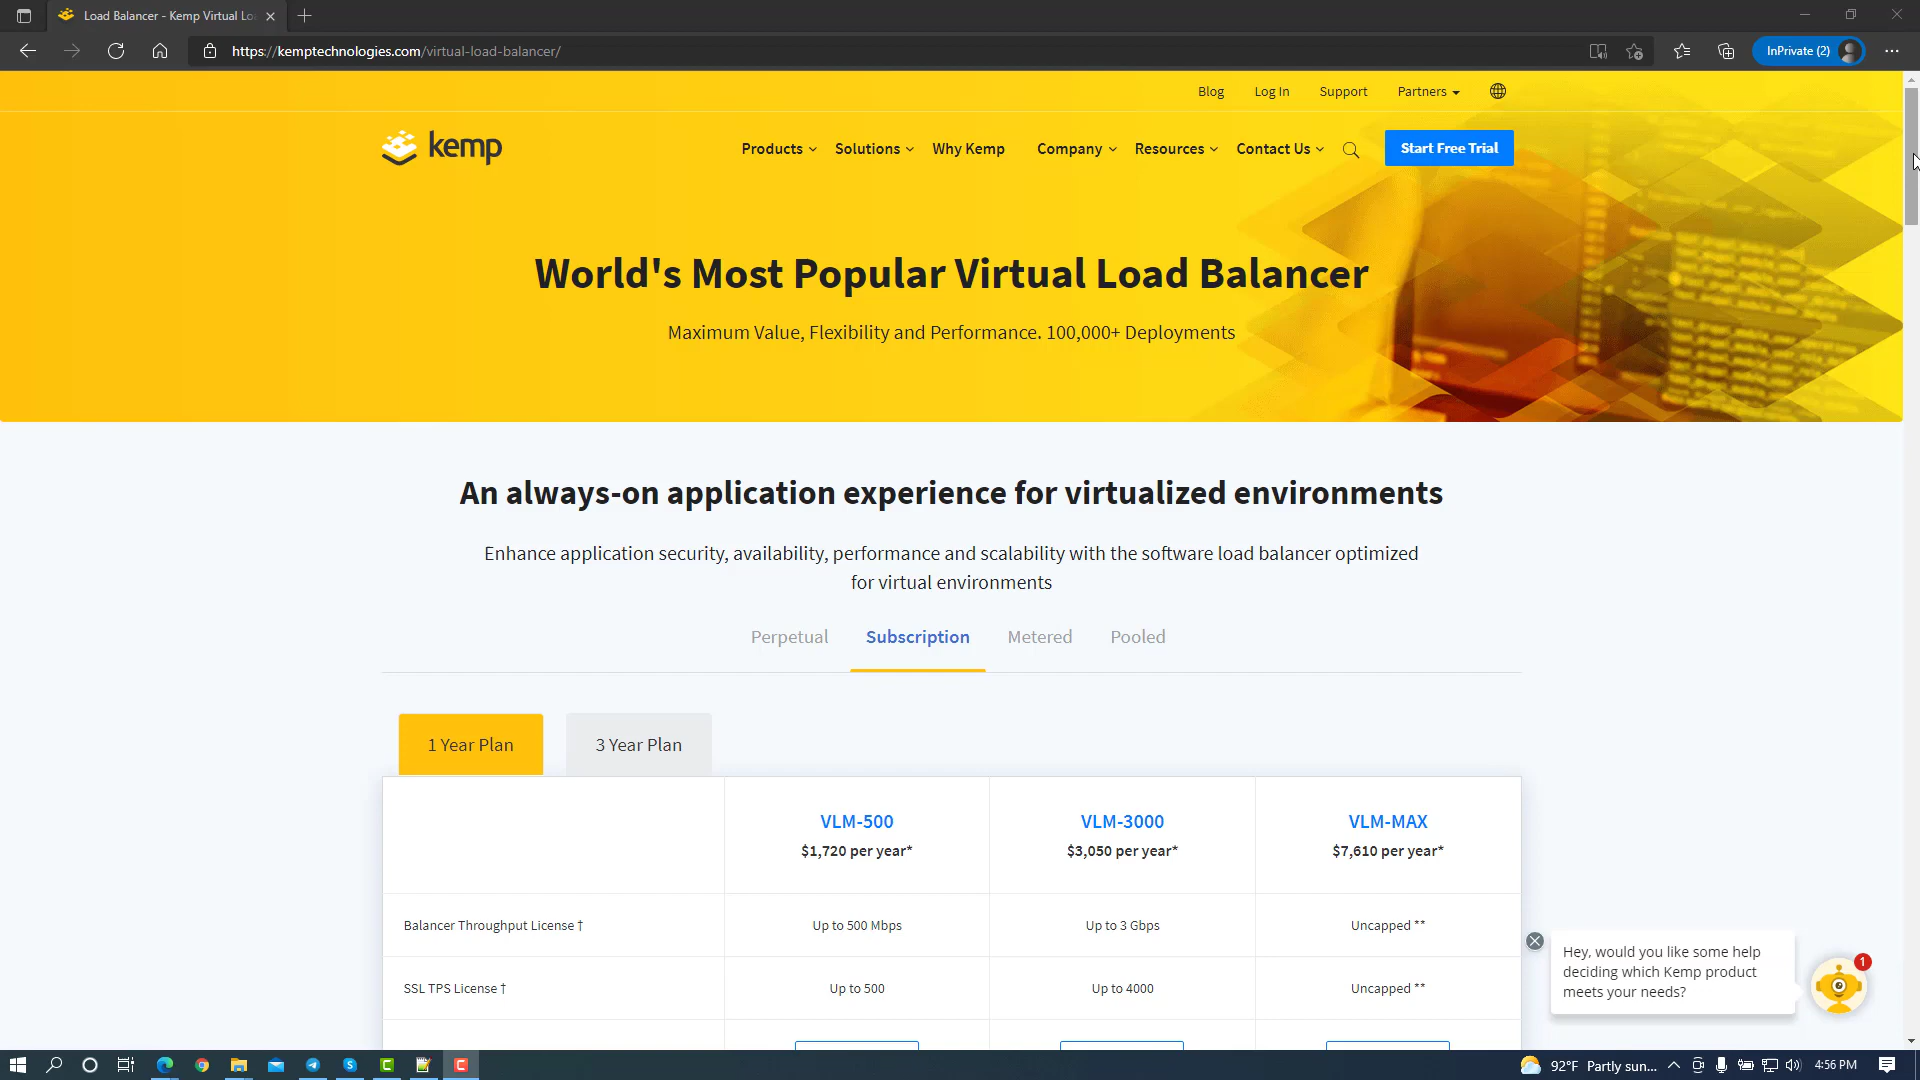 Load Balancer - Kemp Virtual Lo
https://kemptechnologies.com/virtual-load-balancer/
InPrivate (2)
Blog Log In Support Partners
kemp
Products Solutions Why Kemp Company Resources Contact Us Start Free Trial
World's Most Popular Virtual Load Balancer
Maximum Value, Flexibility and Performance. 100,000+ Deployments
An always-on application experience for virtualized environments
Enhance application security, availability, performance and scalability with the software load balancer optimized
for virtual environments
Perpetual Subscription Metered Pooled
1 Year Plan 3 Year Plan
VLM-500 VLM-3000 VLM-MAX
$1,720 per year* $3,050 per year* $7,610 per year*
Balancer Throughput License † Up to 500 Mbps Up to 3 Gbps Uncapped **
SSL TPS License † Up to 500 Up to 4000 Uncapped **
Hey, would you like some help
deciding which Kemp product
meets your needs?
1
92°F Partly sun... 4:56 PM